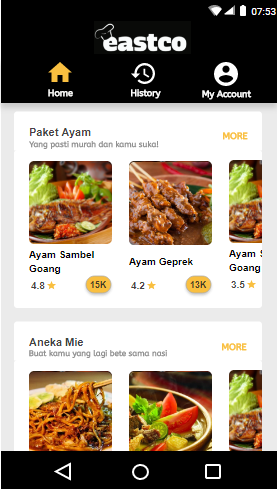 07:53
eastco
Home
History
My Account
Paket Ayam
Yang pasti murah dan kamu suka!
MORE
Ayam Sambel
Goang
4.8
15K
Ayam Geprek
4.2
13K
Ayam S
Goang
3.5
Aneka Mie
Buat kamu yang lagi bete sama nasi
MORE